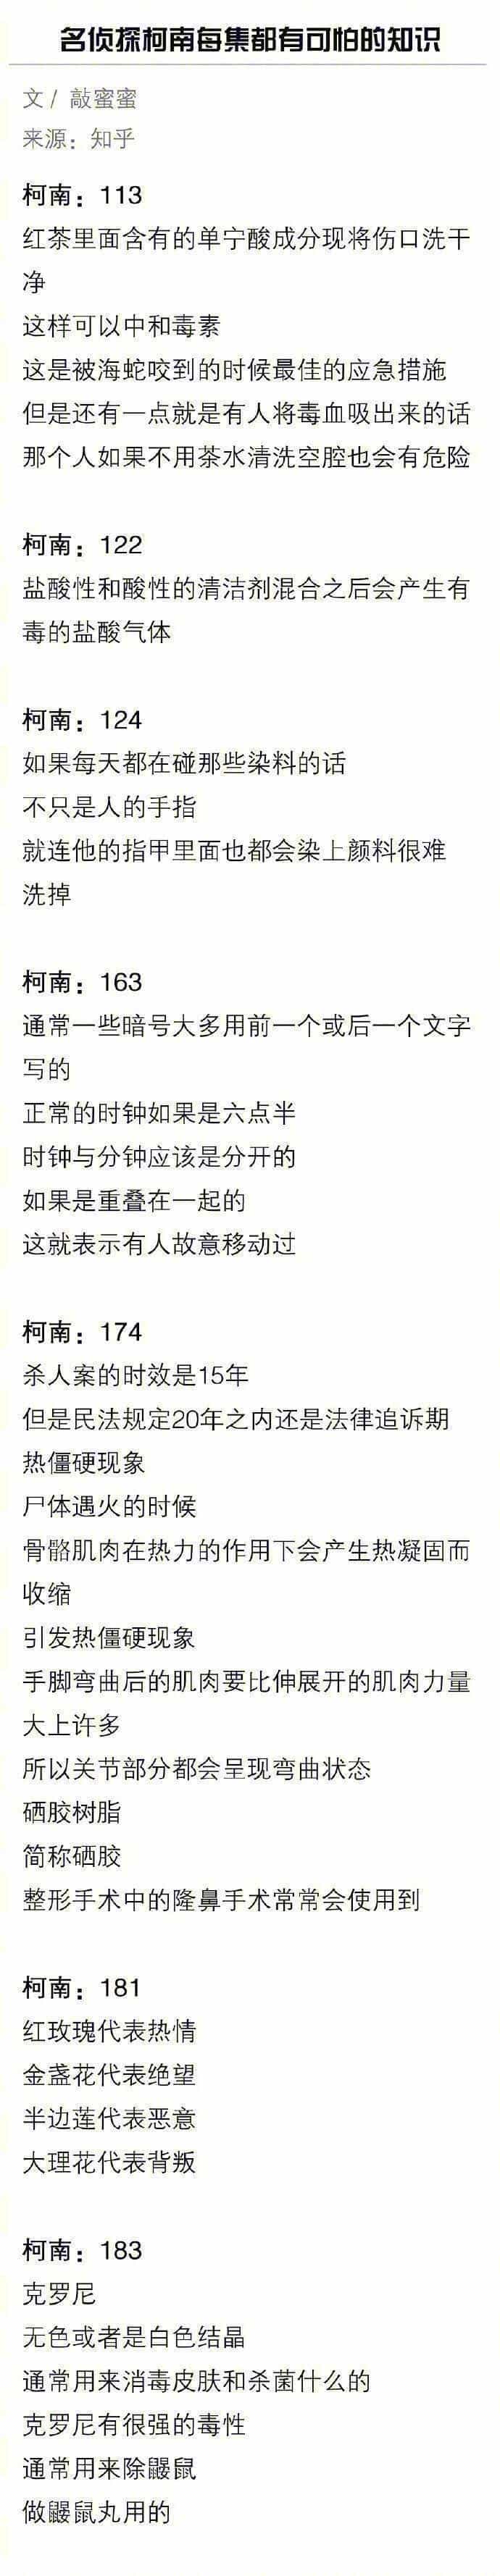 名侦探柯南每集都有可怕的知识
文 / 敲蜜蜜
来源：知乎
柯南：113
红茶里面含有的单宁酸成分现将伤口洗干
净
这样可以中和毒素
这是被海蛇咬到的时候最佳的应急措施
但是还有一点就是有人将毒血吸出来的话
那个人如果不用茶水清洗空腔也会有危险
柯南：122
盐酸性和酸性的清洁剂混合之后会产生有
毒的盐酸气体
柯南：124
如果每天都在碰那些染料的话
不只是人的手指
就连他的指甲里面也都会染上颜料很难
洗掉
柯南：163
通常一些暗号大多用前一个或后一个文字
写的
正常的时钟如果是六点半
时钟与分钟应该是分开的
如果是重叠在一起的
这就表示有人故意移动过
柯南：174
杀人案的时效是15年
但是民法规定20年之内还是法律追诉期
热僵硬现象
尸体遇火的时候
骨骼肌肉在热力的作用下会产生热凝固而
收缩
引发热僵硬现象
手脚弯曲后的肌肉要比伸展开的肌肉力量
大上许多
所以关节部分都会呈现弯曲状态
硒胶树脂
简称硒胶
整形手术中的隆鼻手术常常会使用到
柯南：181
红玫瑰代表热情
金盏花代表绝望
半边莲代表恶意
大理花代表背叛
柯南：183
克罗尼
无色或者是白色结晶
通常用来消毒皮肤和杀菌什么的
克罗尼有很强的毒性
通常用来除鼹鼠
做鼹鼠丸用的